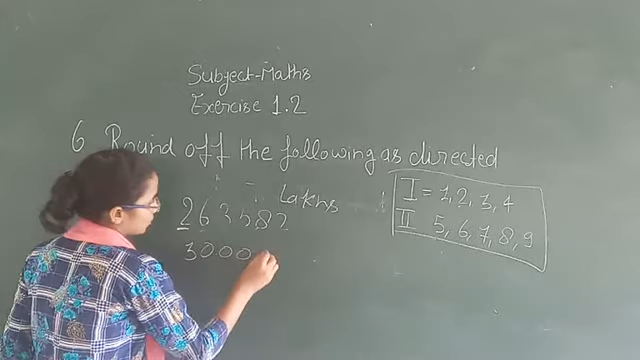 Subject-Maths
Exercise 1.2
6 Round off the following as directed
Lakhs
263582
3000
I = 1,2,3,4
II 5,6,7,8,9